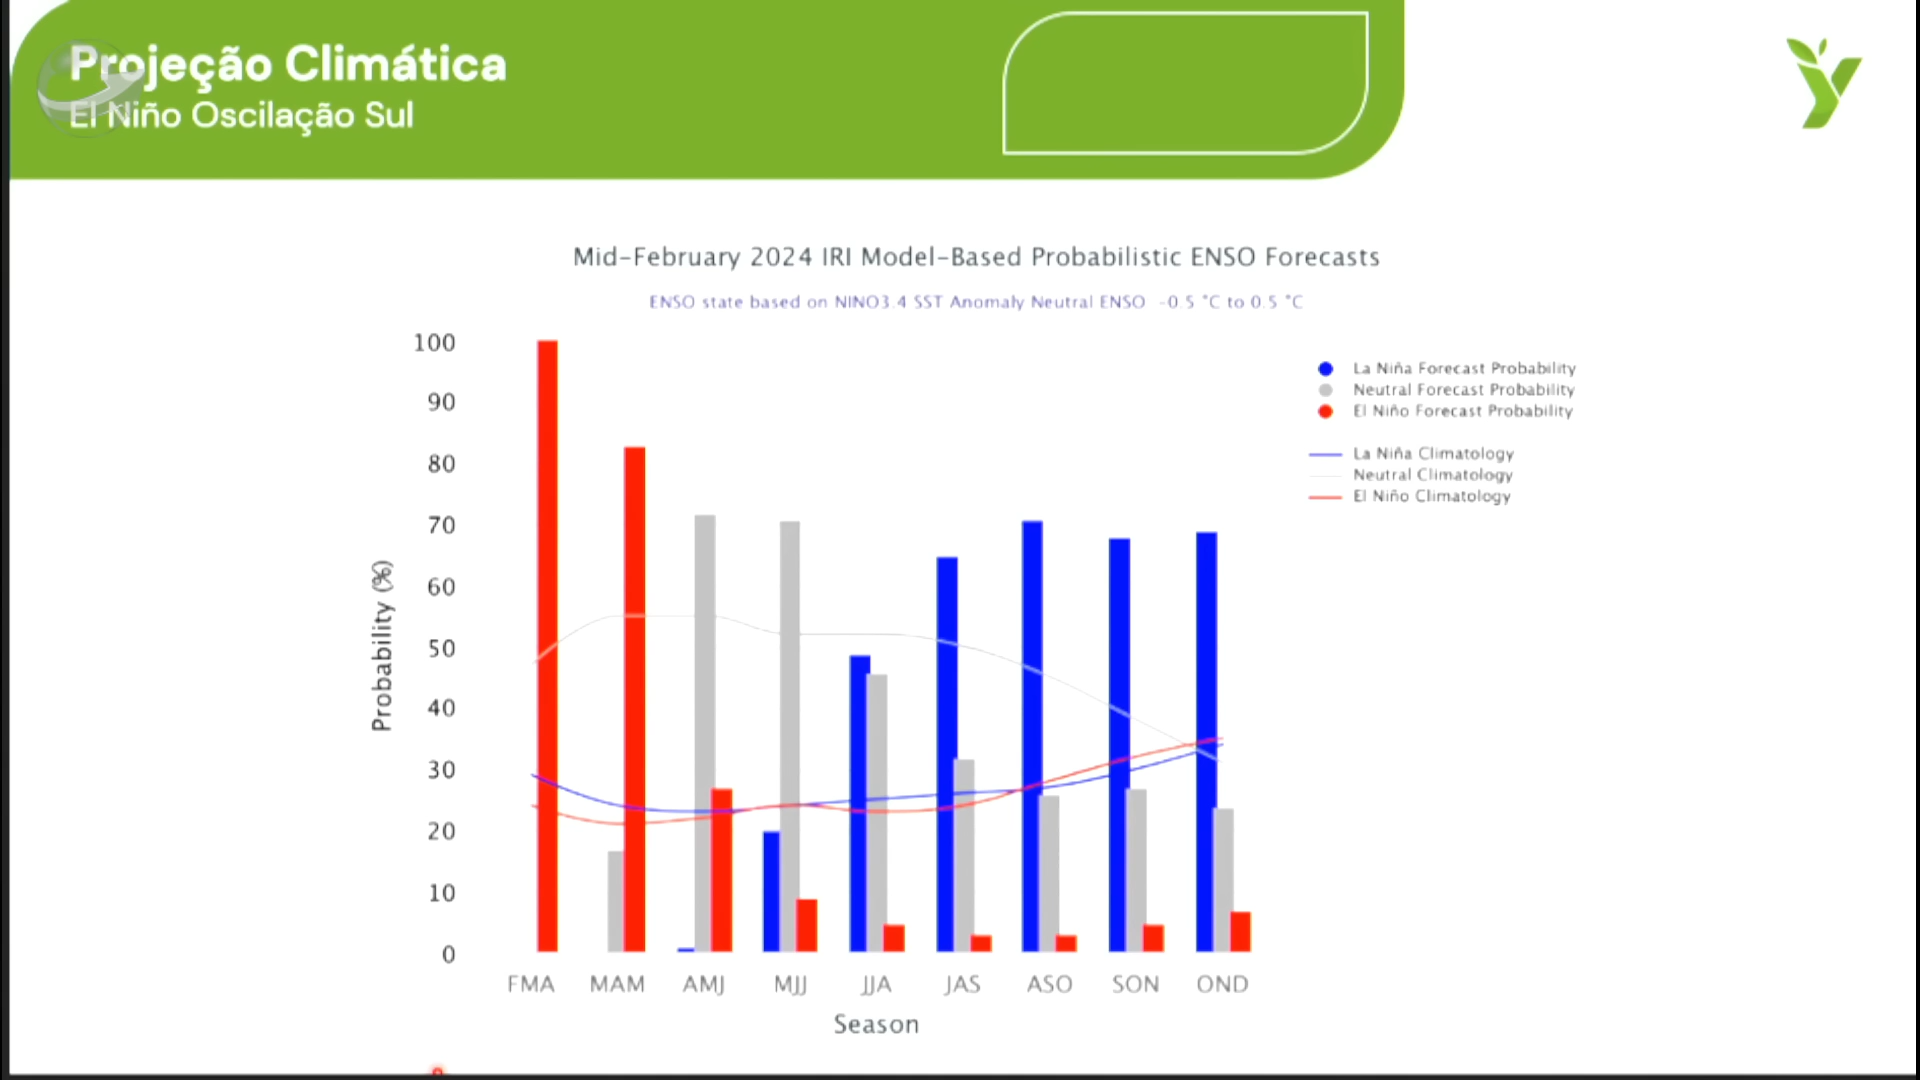 Projeção Climática
El Niño Oscilação Sul
Mid-February 2024 IRI Model-Based Probabilistic ENSO Forecasts
ENSO state based on NINO3.4 SST Anomaly Neutral ENSO -0.5 °C to 0.5 °C
100
90
80
70
60
50
40
30
20
10
0
Probability (%)
La Niña Forecast Probability
Neutral Forecast Probability
El Niño Forecast Probability
La Niña Climatology
Neutral Climatology
El Niño Climatology
FMA MAM AMJ MJJ JJA JAS ASO SON OND
Season